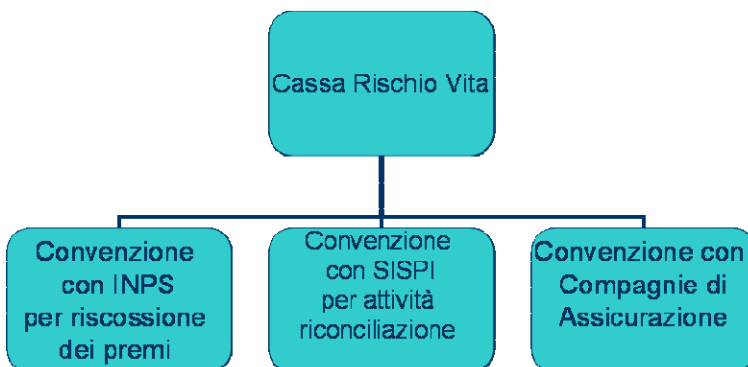 Cassa Rischio Vita
Convenzione
con INPS
per riscossione
dei premi
Convenzione
con SISPI
per attività
riconciliazione
Convenzione con
Compagnie di
Assicurazione